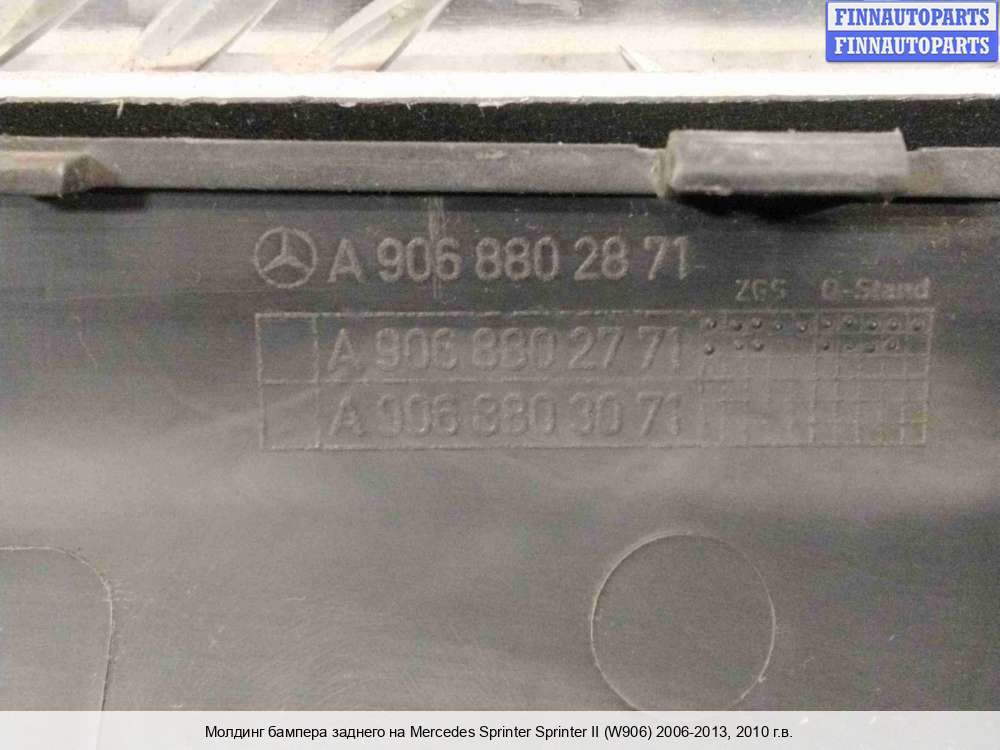 FINNAUTOPARTS
FINNAUTOPARTS
A 906 880 28 71
ZGS Q-Stand
A 906 880 27 71
A 906 880 30 71
Молдинг бампера заднего на Mercedes Sprinter Sprinter II (W906) 2006-2013, 2010 г.в.